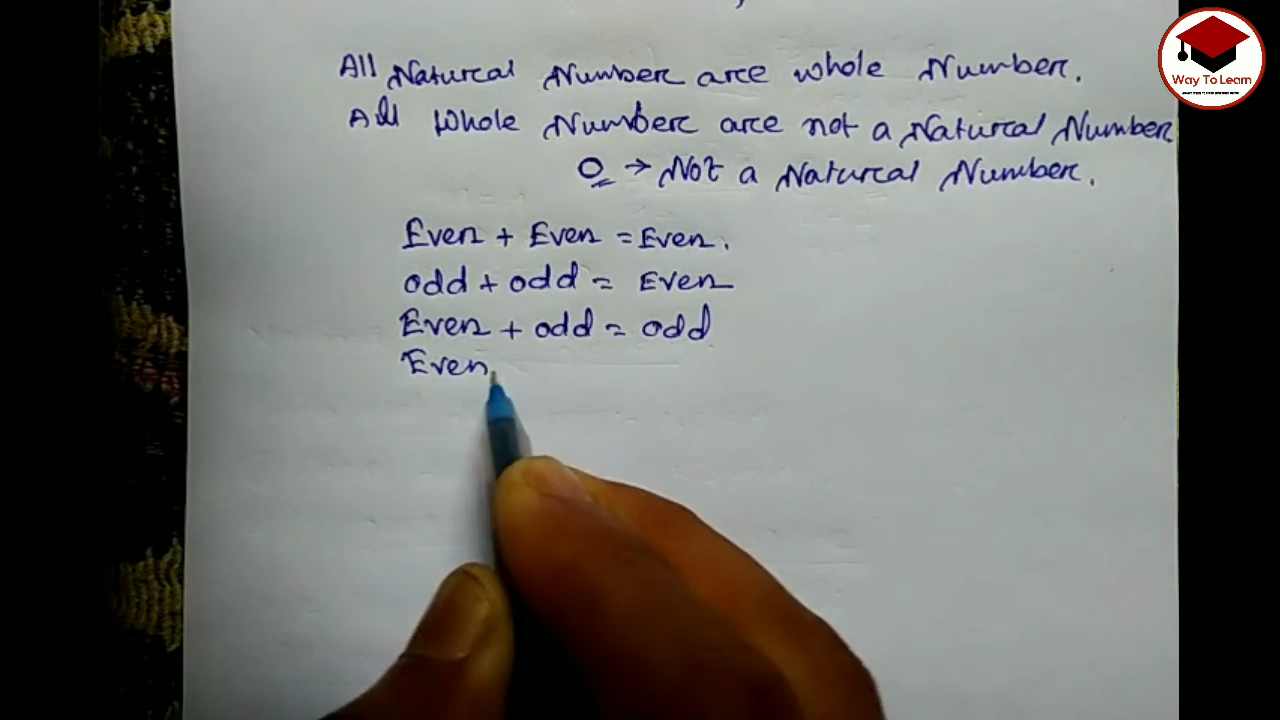 All Natural Number are whole Number.
All Whole Number are not a Natural Number
0 → Not a Natural Number.
Even + Even = Even.
odd + odd = Even
Even + odd = odd
Even
Way To Learn